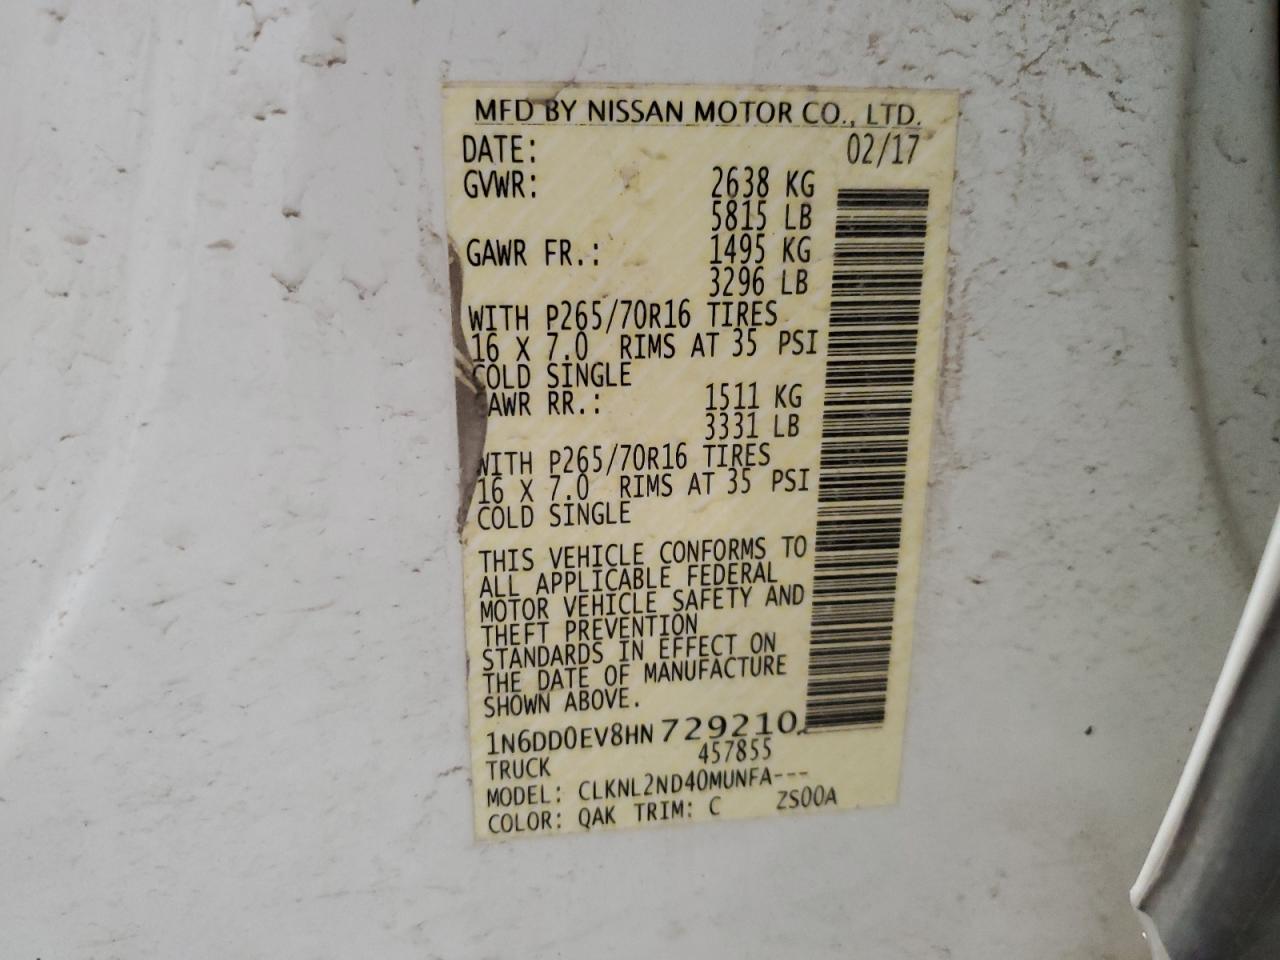 MFD BY NISSAN MOTOR CO., LTD.
DATE: 02/17
GVWR: 2638 KG
5815 LB
GAWR FR.: 1495 KG
3296 LB
WITH P265/70R16 TIRES
16 X 7.0 RIMS AT 35 PSI
COLD SINGLE
AWR RR.: 1511 KG
3331 LB
WITH P265/70R16 TIRES
16 X 7.0 RIMS AT 35 PSI
COLD SINGLE
THIS VEHICLE CONFORMS TO
ALL APPLICABLE FEDERAL
MOTOR VEHICLE SAFETY AND
THEFT PREVENTION
STANDARDS IN EFFECT ON
THE DATE OF MANUFACTURE
SHOWN ABOVE.
1N6DD0EV8HN729210
TRUCK 457855
MODEL: CLKNL2ND40MUNFA---
COLOR: QAK TRIM: C ZS00A